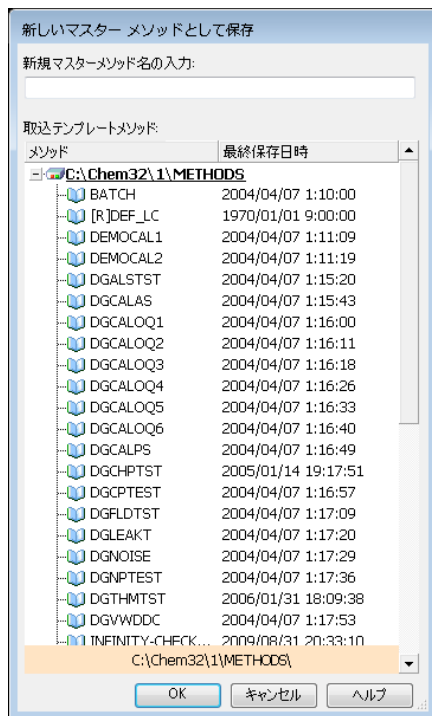 新しいマスター メソッドとして保存
新規マスターメソッド名の入力:
取込テンプレートメソッド:
メソッド 最終保存日時
C:\Chem32\1\METHODS
BATCH 2004/04/07 1:10:00
[R]DEF_LC 1970/01/01 9:00:00
DEMOCAL1 2004/04/07 1:11:09
DEMOCAL2 2004/04/07 1:11:19
DGALSTST 2004/04/07 1:15:20
DGCALAS 2004/04/07 1:15:43
DGCALOQ1 2004/04/07 1:16:00
DGCALOQ2 2004/04/07 1:16:11
DGCALOQ3 2004/04/07 1:16:18
DGCALOQ4 2004/04/07 1:16:26
DGCALOQ5 2004/04/07 1:16:33
DGCALOQ6 2004/04/07 1:16:40
DGCALPS 2004/04/07 1:16:49
DGCHPTST 2005/01/14 19:17:51
DGCPTEST 2004/04/07 1:16:57
DGFLDTST 2004/04/07 1:17:09
DGLEAKT 2004/04/07 1:17:20
DGNOISE 2004/04/07 1:17:29
DGNPTEST 2004/04/07 1:17:36
DGTHMTST 2006/01/31 18:09:38
DGVWDDC 2004/04/07 1:17:53
INFINITY-CHECK... 2009/08/31 20:33:10
C:\Chem32\1\METHODS\
OK キャンセル ヘルプ